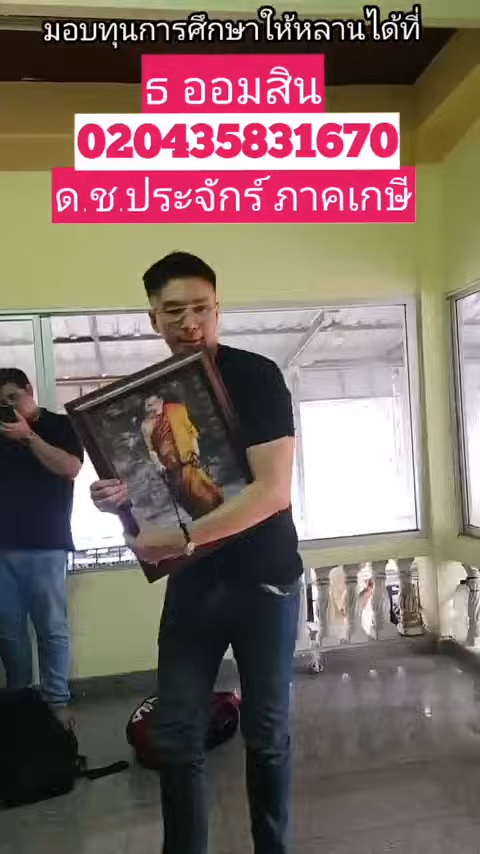 มอบทุนการศึกษาให้หลานได้ที่
ธ ออมสิน
020435831670
ด.ช.ประจักร์ ภาคเกษี